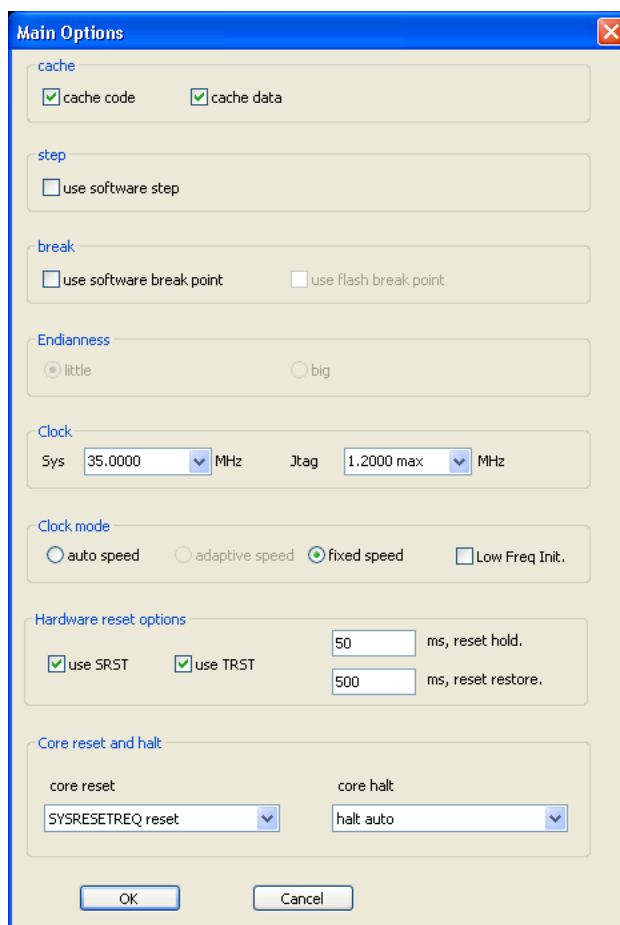 Main Options
cache
cache code cache data
step
use software step
break
use software break point use flash break point
Endianness
little big
Clock
Sys 35.0000 MHz Jtag 1.2000 max MHz
Clock mode
auto speed adaptive speed fixed speed Low Freq Init.
Hardware reset options
use SRST use TRST 50 ms, reset hold.
500 ms, reset restore.
Core reset and halt
core reset core halt
SYSRESETREQ reset halt auto
OK Cancel